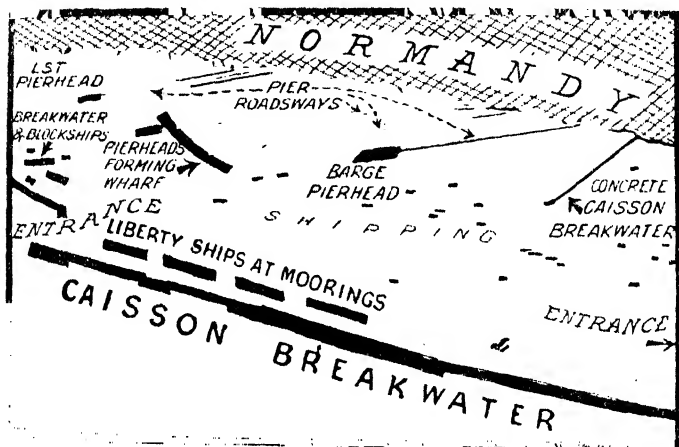 NORMANDY
LST
PIERHEAD
PIER
ROADSWAYS
BREAKWATER
& BLOCKSHIPS
PIERHEADS
FORMING
WHARF
BARGE
PIERHEAD
CONCRETE
CAISSON
BREAKWATER
ENTRANCE
SHIPPING
LIBERTY SHIPS AT MOORINGS
ENTRANCE
CAISSON BREAKWATER